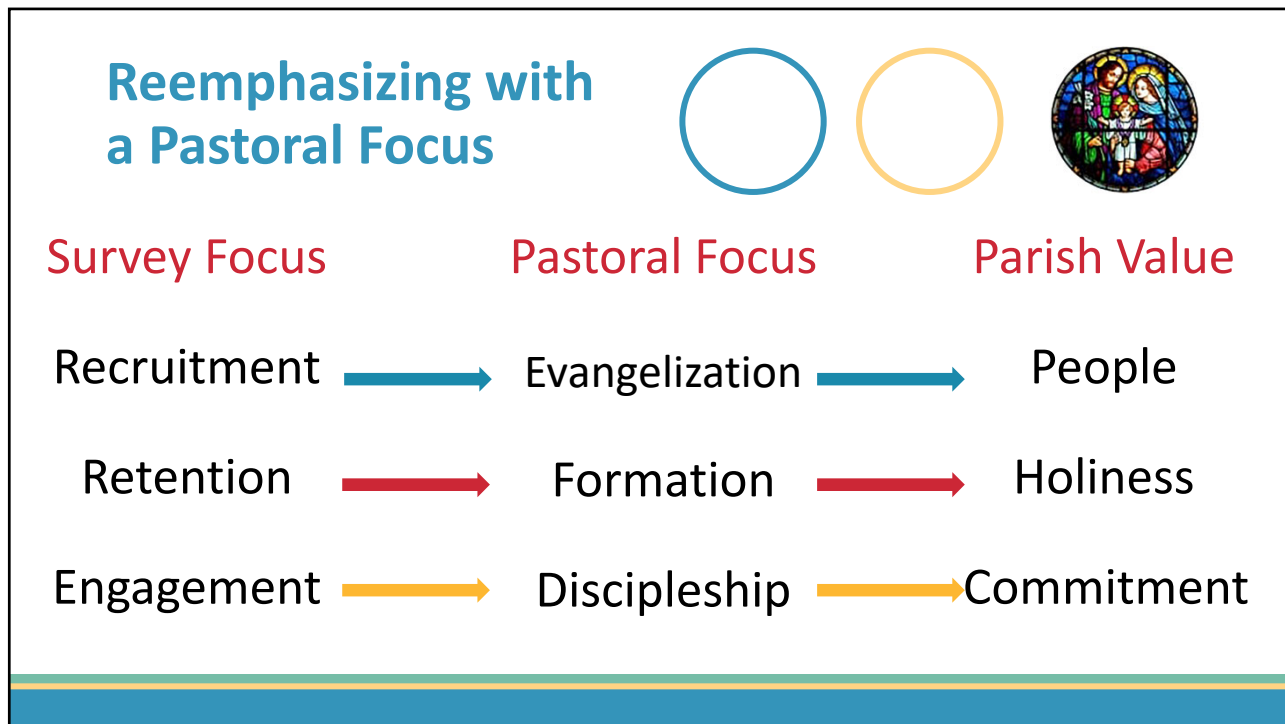 Reemphasizing with
a Pastoral Focus
Survey Focus
Pastoral Focus
Parish Value
Recruitment
Evangelization
People
Retention
Formation
Holiness
Engagement
Discipleship
Commitment